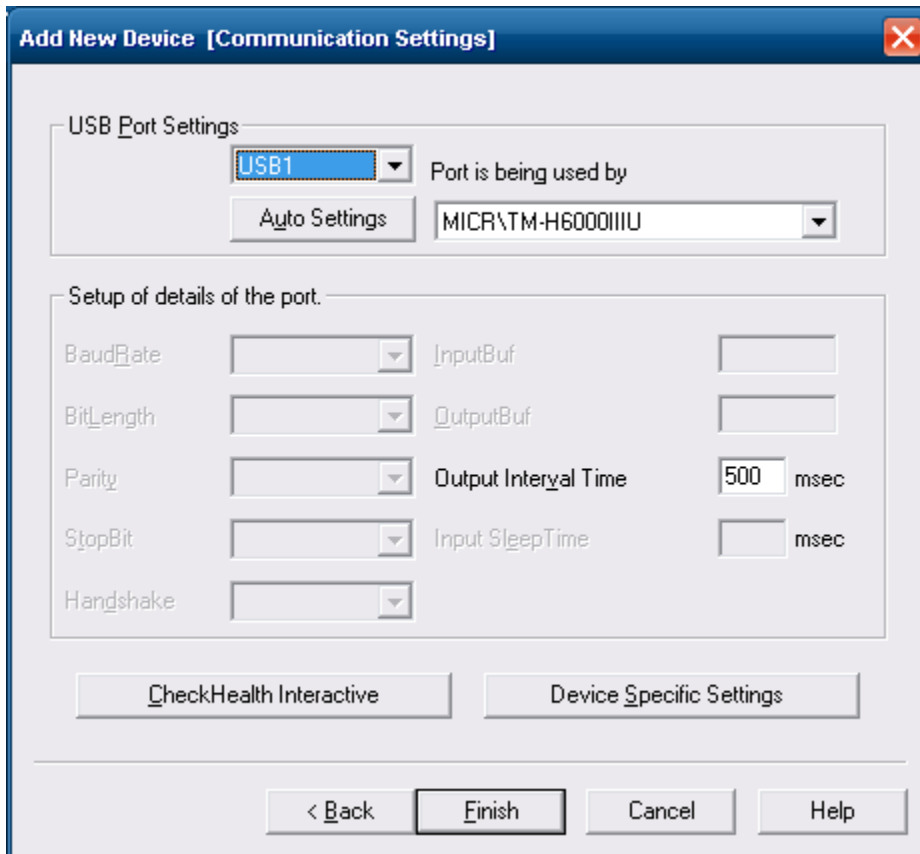 Add New Device [Communication Settings]
USB Port Settings
USB1
Port is being used by
Auto Settings
MICR\TM-H6000IIIU
Setup of details of the port.
BaudRate
InputBuf
BitLength
OutputBuf
Parity
Output Interval Time 500 msec
StopBit
Input SleepTime msec
Handshake
CheckHealth Interactive
Device Specific Settings
< Back
Finish
Cancel
Help